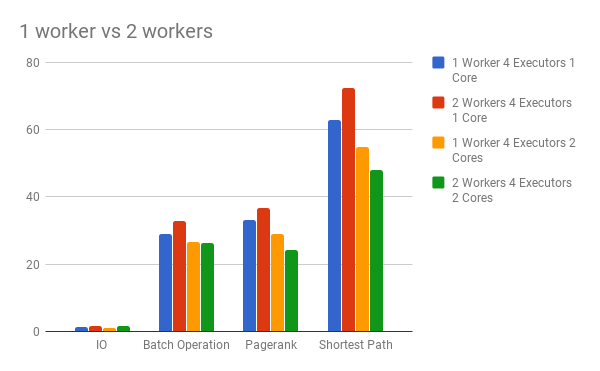 1 worker vs 2 workers
80
60
40
20
0
IO
Batch Operation
Pagerank
Shortest Path
1 Worker 4 Executors 1
Core
2 Workers 4 Executors
1 Core
1 Worker 4 Executors 2
Cores
2 Workers 4 Executors
2 Cores